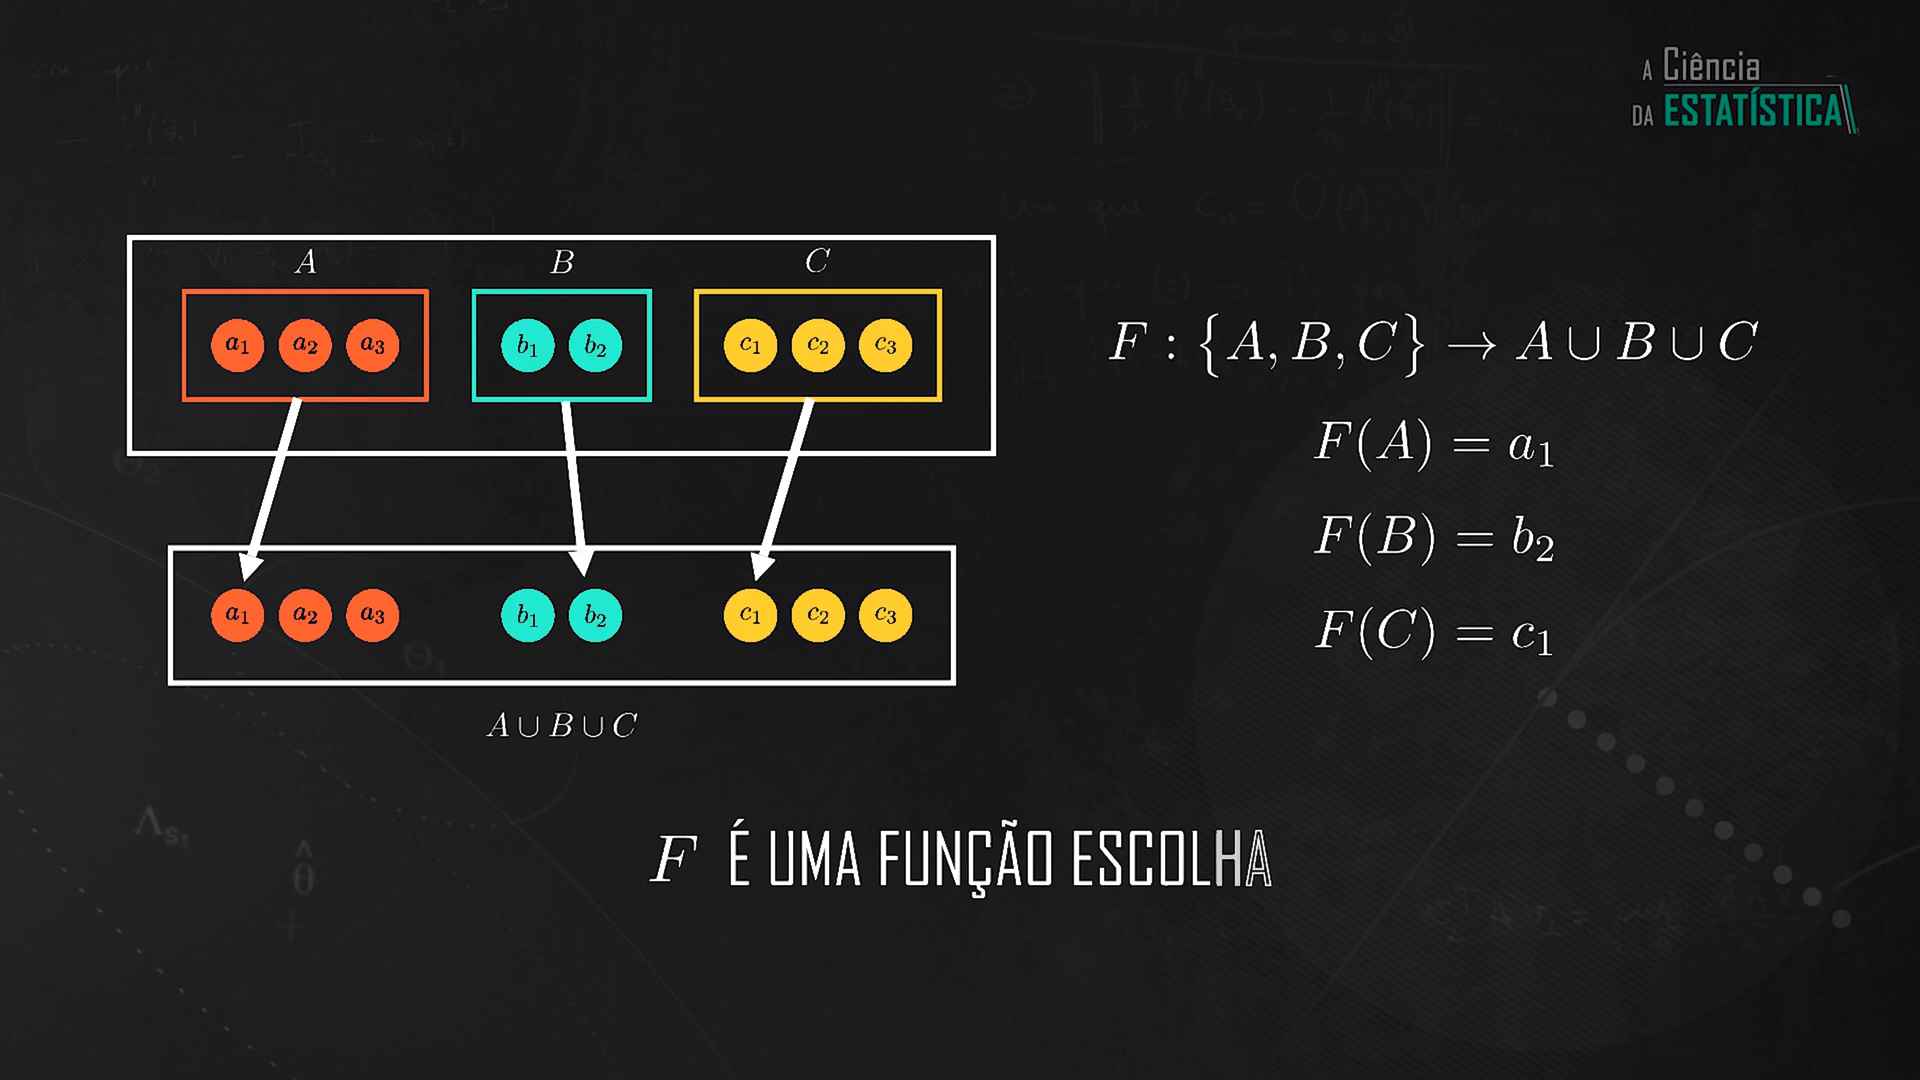 A Ciência
DA ESTATÍSTICA
A B C
a₁ a₂ a₃ b₁ b₂ c₁ c₂ c₃
a₁ a₂ a₃ b₁ b₂ c₁ c₂ c₃
A ∪ B ∪ C
F : {A, B, C} → A ∪ B ∪ C
F(A) = a₁
F(B) = b₂
F(C) = c₁
F É UMA FUNÇÃO ESCOLHA